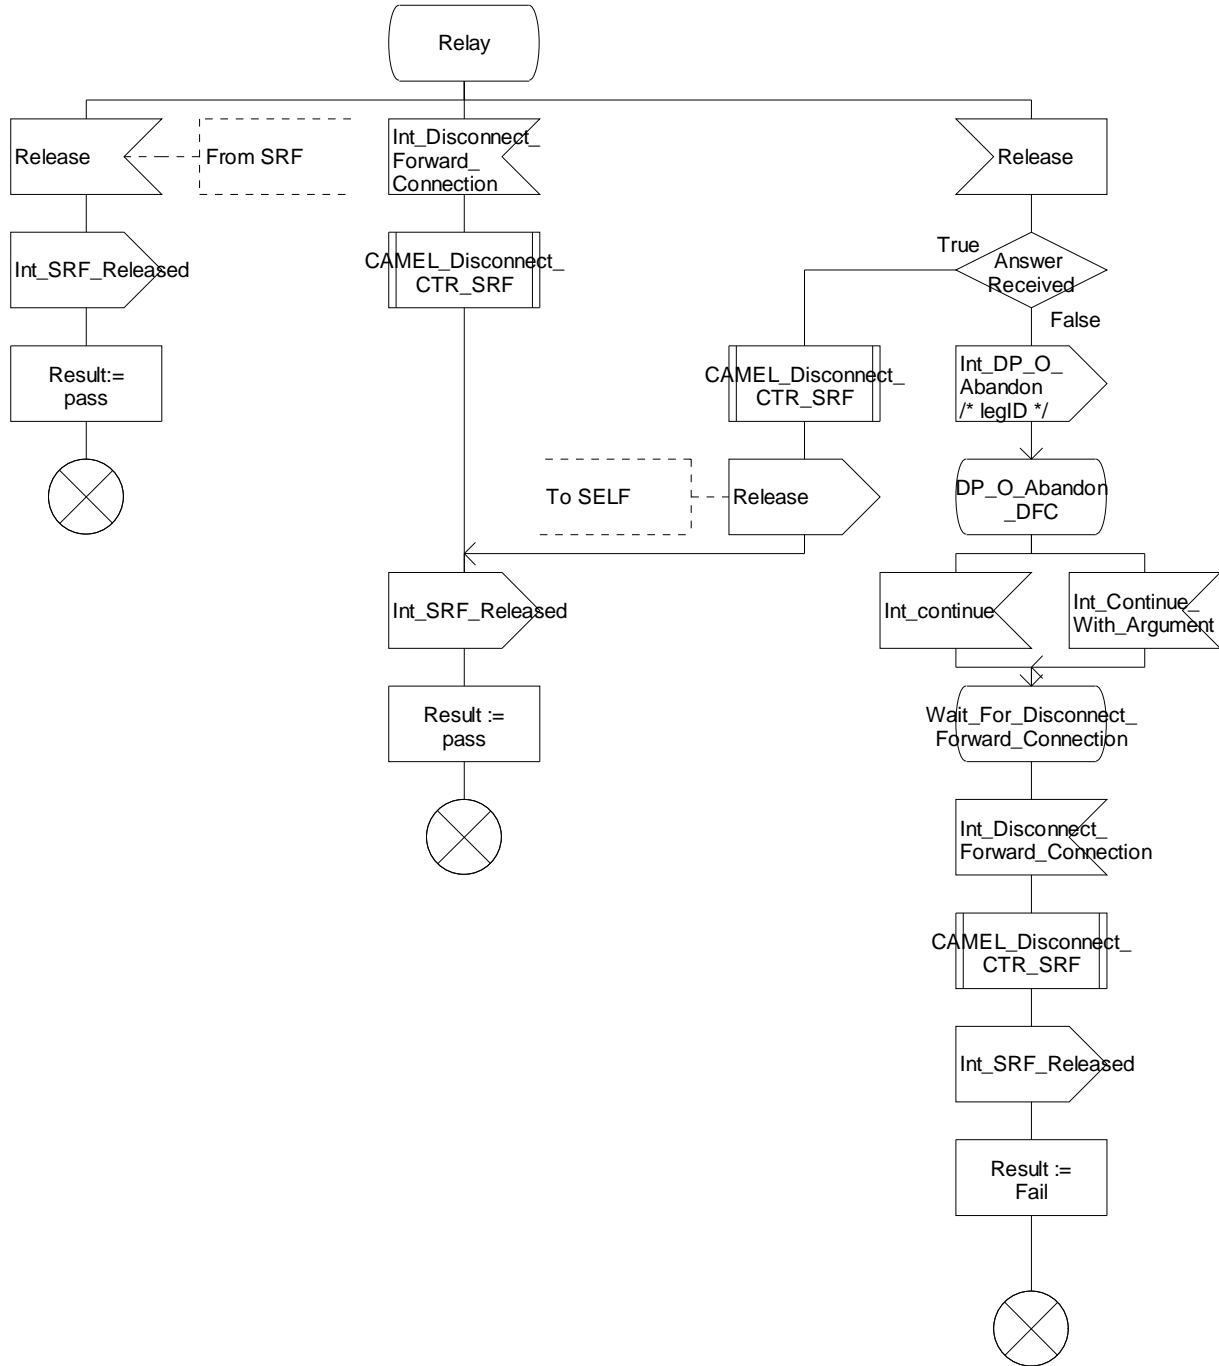 Relay
Release
From SRF
Int_Disconnect_
Forward_
Connection
Release
Int_SRF_Released
CAMEL_Disconnect_
CTR_SRF
True
Answer
Received
False
Result:=
pass
CAMEL_Disconnect_
CTR_SRF
Int_DP_O_
Abandon
/* legID */
To SELF
Release
DP_O_Abandon
_DFC
Int_SRF_Released
Int_continue
Int_Continue_
With_Argument
Result :=
pass
Wait_For_Disconnect_
Forward_Connection
Int_Disconnect_
Forward_Connection
CAMEL_Disconnect_
CTR_SRF
Int_SRF_Released
Result :=
Fail